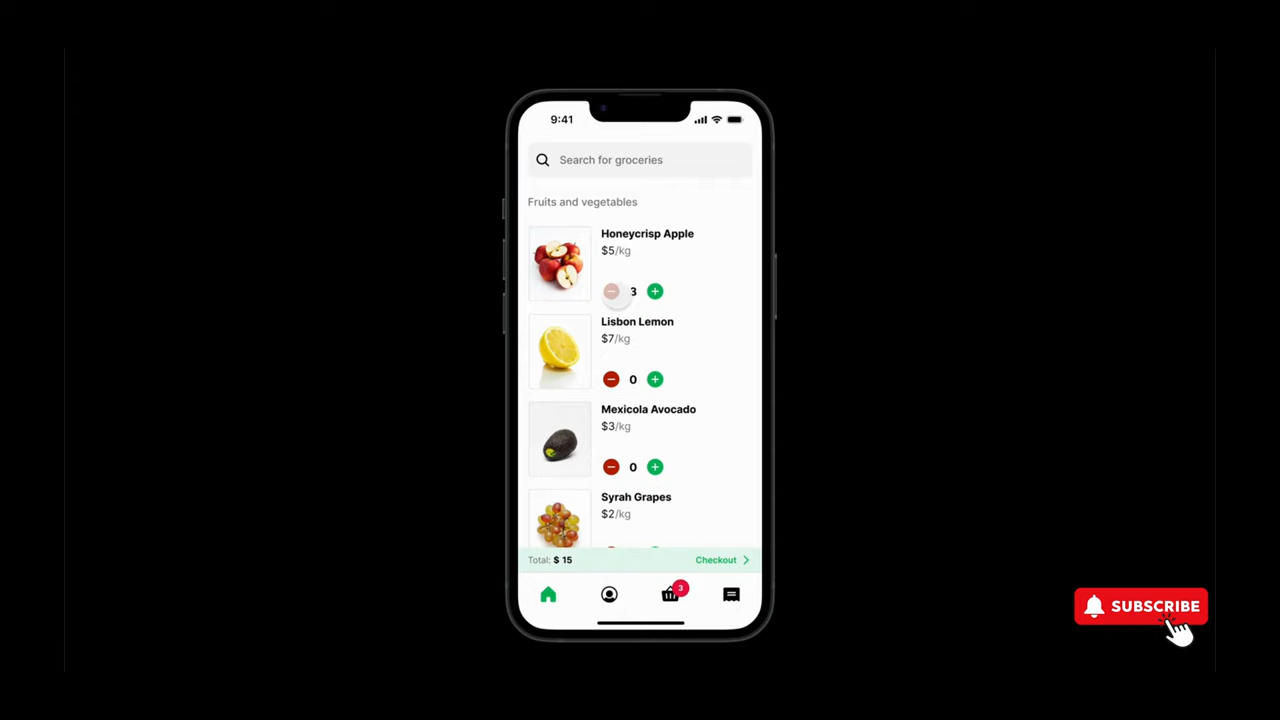 9:41
Search for groceries
Fruits and vegetables
Honeycrisp Apple
$5/kg
3
Lisbon Lemon
$7/kg
0
Mexicola Avocado
$3/kg
0
Syrah Grapes
$2/kg
Total: $ 15
Checkout
3
SUBSCRIBE